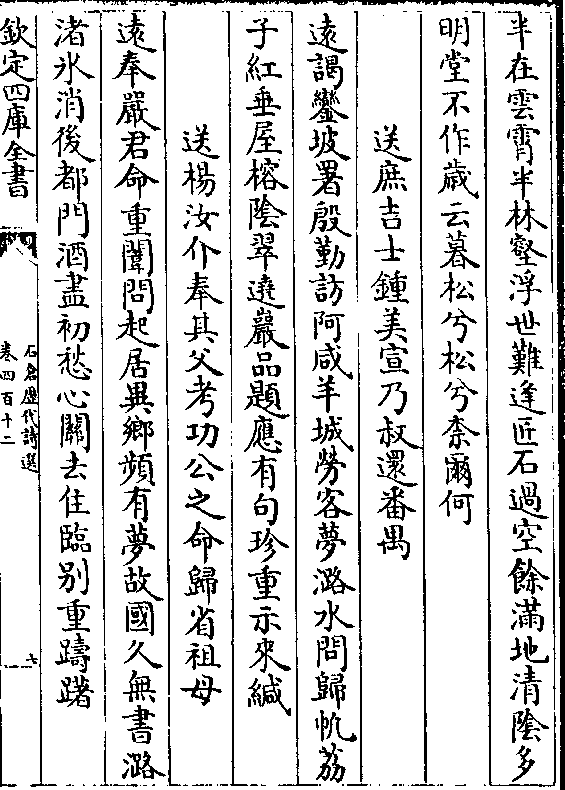 半在雲霄半林壑浮世難逢匠石過空餘滿地清陰多
明堂不作歳云暮松兮松兮柰爾何
送庶吉士鍾美宣乃叔還番禺
遠謁鑾坡署殷勤訪阿咸羊城勞客夢潞水問歸帆荔
子紅垂屋榕陰翠遶巖品題應有句珍重示來緘
送楊汝介奉其父考功公之命歸省祖母
遠奉嚴君命重闈問起居異鄉頻有夢故國久無書潞
渚氷消後都門酒盡初愁心關去住臨别重躊躇
欽定四庫全書
石倉歴代詩選
卷四百十二